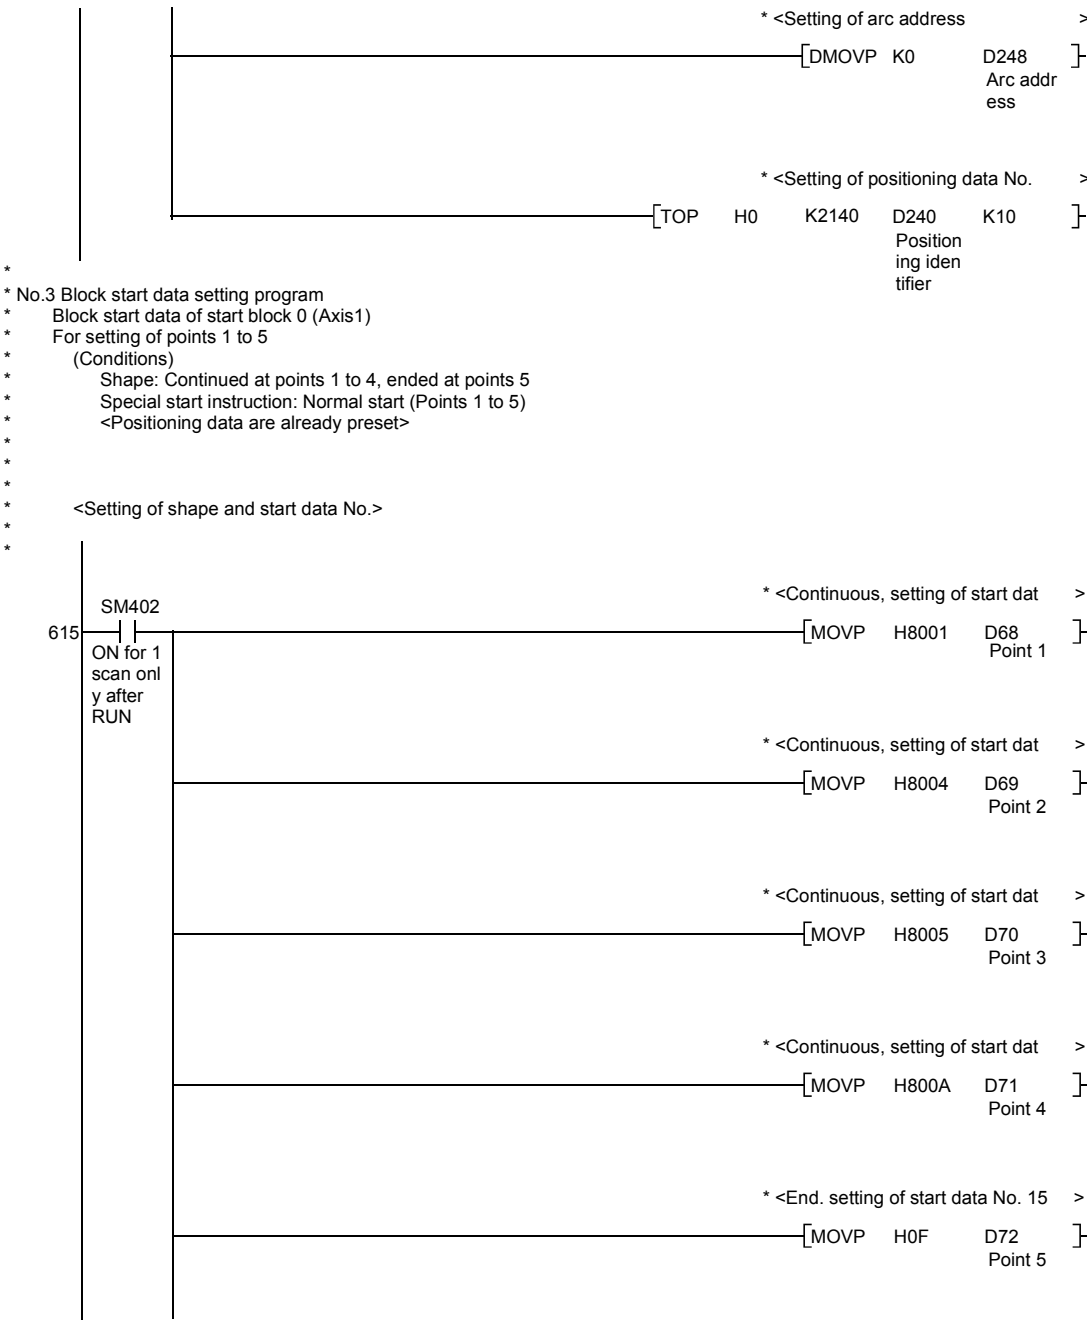 * <Setting of arc address >
DMOVP K0 D248
Arc addr
ess
* <Setting of positioning data No. >
TOP H0 K2140 D240 K10
Position
ing iden
tifier
*
* No.3 Block start data setting program
* Block start data of start block 0 (Axis1)
* For setting of points 1 to 5
* (Conditions)
* Shape: Continued at points 1 to 4, ended at points 5
* Special start instruction: Normal start (Points 1 to 5)
* <Positioning data are already preset>
*
*
*
* <Setting of shape and start data No.>
*
*
* <Continuous, setting of start dat >
SM402
615 MOVP H8001 D68
Point 1
ON for 1
scan onl
y after
RUN
* <Continuous, setting of start dat >
MOVP H8004 D69
Point 2
* <Continuous, setting of start dat >
MOVP H8005 D70
Point 3
* <Continuous, setting of start dat >
MOVP H800A D71
Point 4
* <End. setting of start data No. 15 >
MOVP H0F D72
Point 5